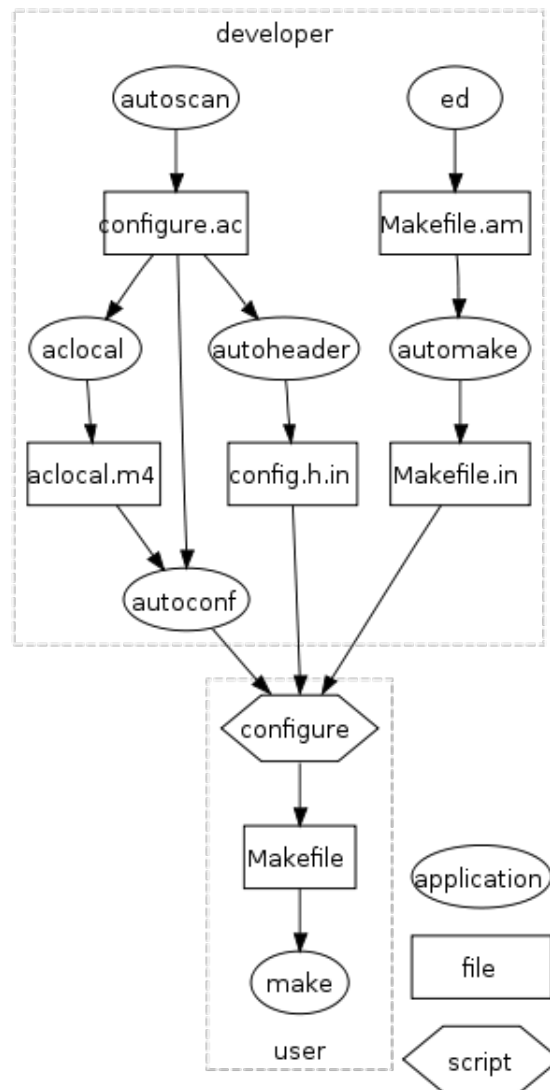 developer
autoscan
ed
configure.ac
Makefile.am
aclocal
autoheader
automake
aclocal.m4
config.h.in
Makefile.in
autoconf
configure
Makefile
application
file
make
user
script